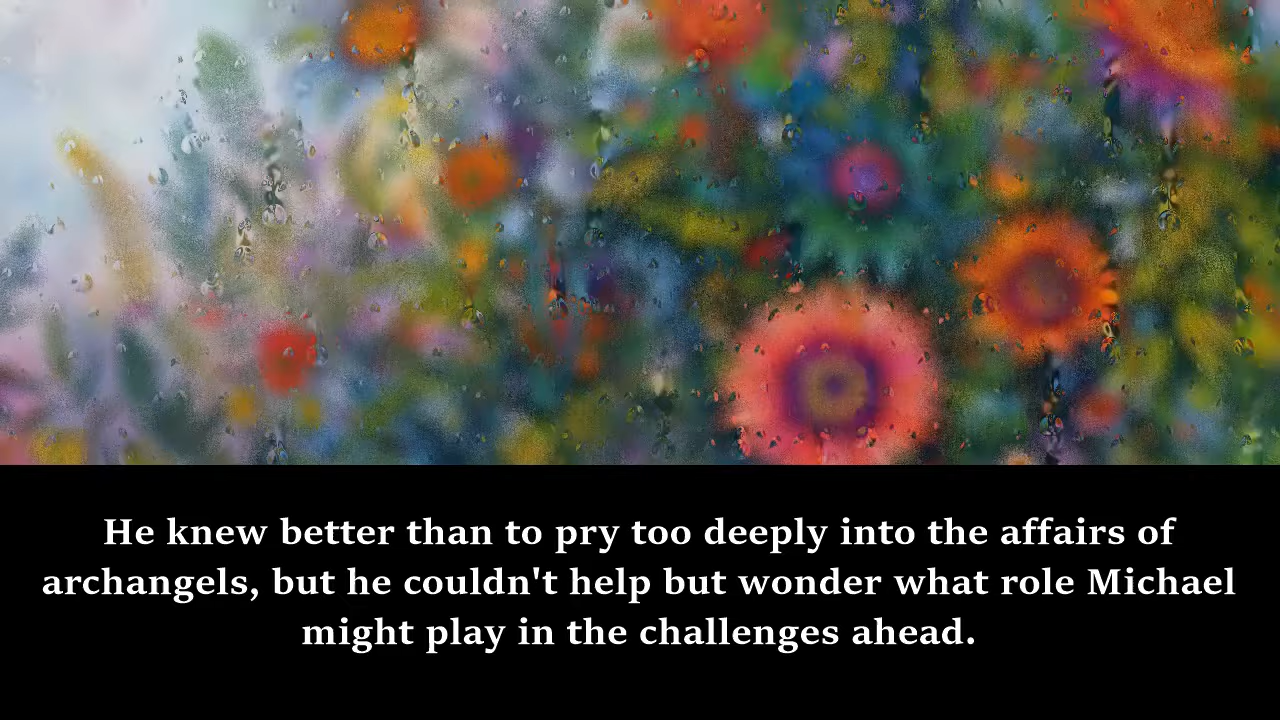 He knew better than to pry too deeply into the affairs of
archangels, but he couldn't help but wonder what role Michael
might play in the challenges ahead.